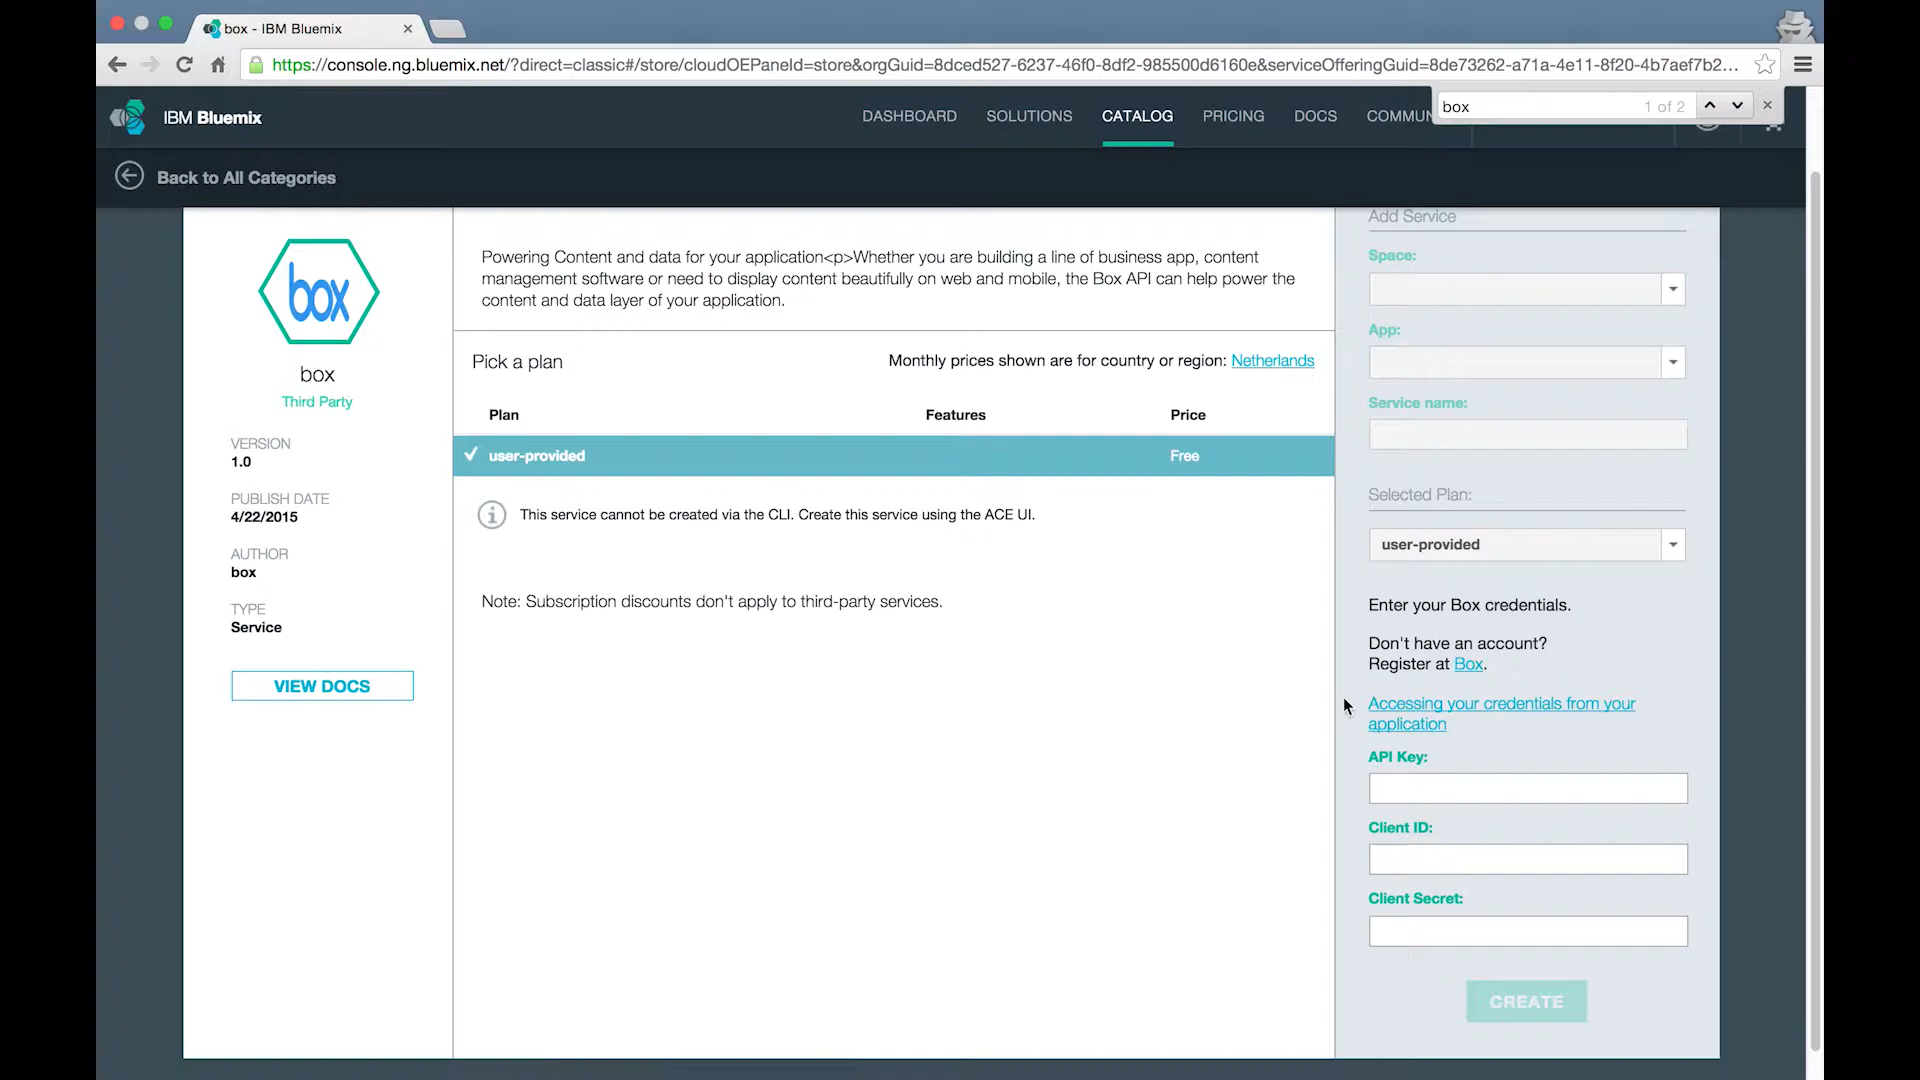 box - IBM Bluemix
https://console.ng.bluemix.net/?direct=classic#/store/cloudOEPaneId=store&orgGuid=8dced527-6237-46f0-8df2-985500d6160e&serviceOfferingGuid=8de73262-a71a-4e11-8f20-4b7aef7b2...
box 1 of 2
IBM Bluemix
DASHBOARD SOLUTIONS CATALOG PRICING DOCS COMMUN
Back to All Categories
box
box
Third Party
VERSION
1.0
PUBLISH DATE
4/22/2015
AUTHOR
box
TYPE
Service
VIEW DOCS
Powering Content and data for your application<p>Whether you are building a line of business app, content
management software or need to display content beautifully on web and mobile, the Box API can help power the
content and data layer of your application.
Pick a plan
Monthly prices shown are for country or region: Netherlands
Plan Features Price
user-provided Free
This service cannot be created via the CLI. Create this service using the ACE UI.
Note: Subscription discounts don't apply to third-party services.
Add Service
Space:
App:
Service name:
Selected Plan:
user-provided
Enter your Box credentials.
Don't have an account?
Register at Box.
Accessing your credentials from your
application
API Key:
Client ID:
Client Secret:
CREATE